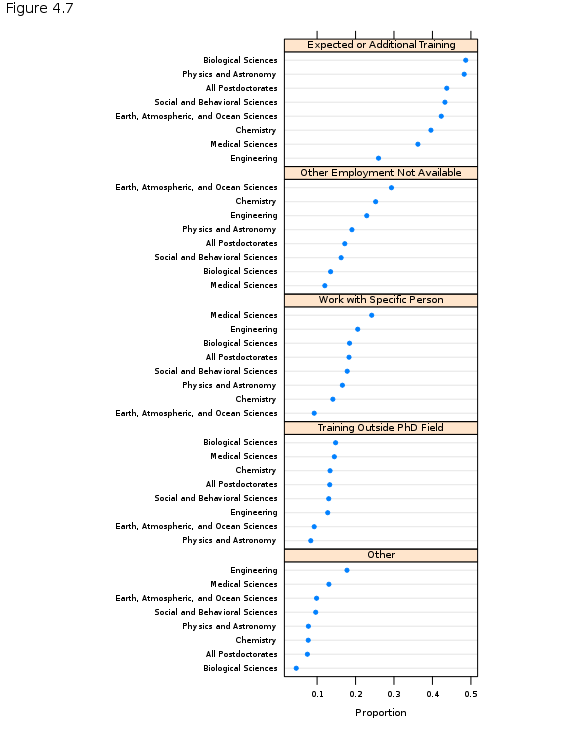 Figure 4.7
Expected or Additional Training
Biological Sciences
Physics and Astronomy
All Postdoctorates
Social and Behavioral Sciences
Earth, Atmospheric, and Ocean Sciences
Chemistry
Medical Sciences
Engineering
Other Employment Not Available
Earth, Atmospheric, and Ocean Sciences
Chemistry
Engineering
Physics and Astronomy
All Postdoctorates
Social and Behavioral Sciences
Biological Sciences
Medical Sciences
Work with Specific Person
Medical Sciences
Engineering
Biological Sciences
All Postdoctorates
Social and Behavioral Sciences
Physics and Astronomy
Chemistry
Earth, Atmospheric, and Ocean Sciences
Training Outside PhD Field
Biological Sciences
Medical Sciences
Chemistry
All Postdoctorates
Social and Behavioral Sciences
Engineering
Earth, Atmospheric, and Ocean Sciences
Physics and Astronomy
Other
Engineering
Medical Sciences
Earth, Atmospheric, and Ocean Sciences
Social and Behavioral Sciences
Physics and Astronomy
Chemistry
All Postdoctorates
Biological Sciences
0.1 0.2 0.3 0.4 0.5
Proportion